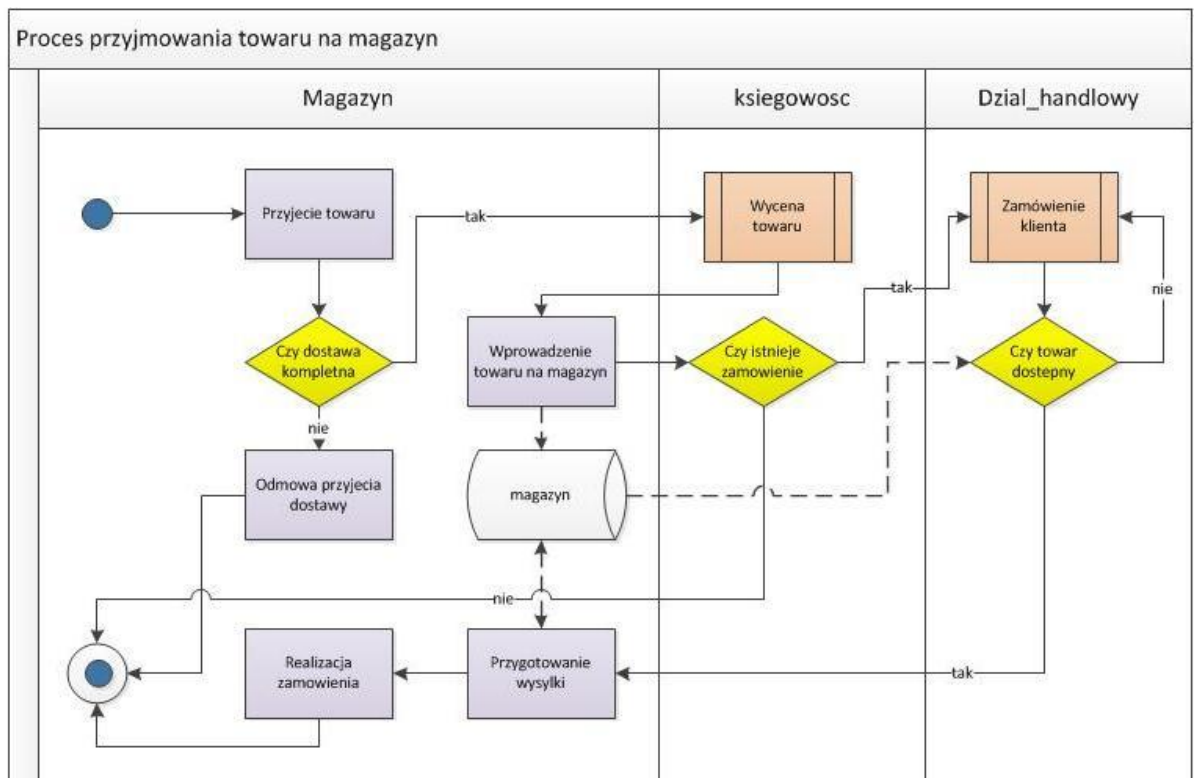 Proces przyjmowania towaru na magazyn
Magazyn
ksiegowosc
Dzial_handlowy
Przyjecie towaru
tak
Wycena
towaru
Zamówienie
klienta
tak
nie
Czy dostawa
kompletna
Wprowadzenie
towaru na magazyn
Czy istnieje
zamowienie
Czy towar
dostepny
nie
Odmowa przyjecia
dostawy
magazyn
nie
Realizacja
zamowienia
Przygotowanie
wysylki
tak